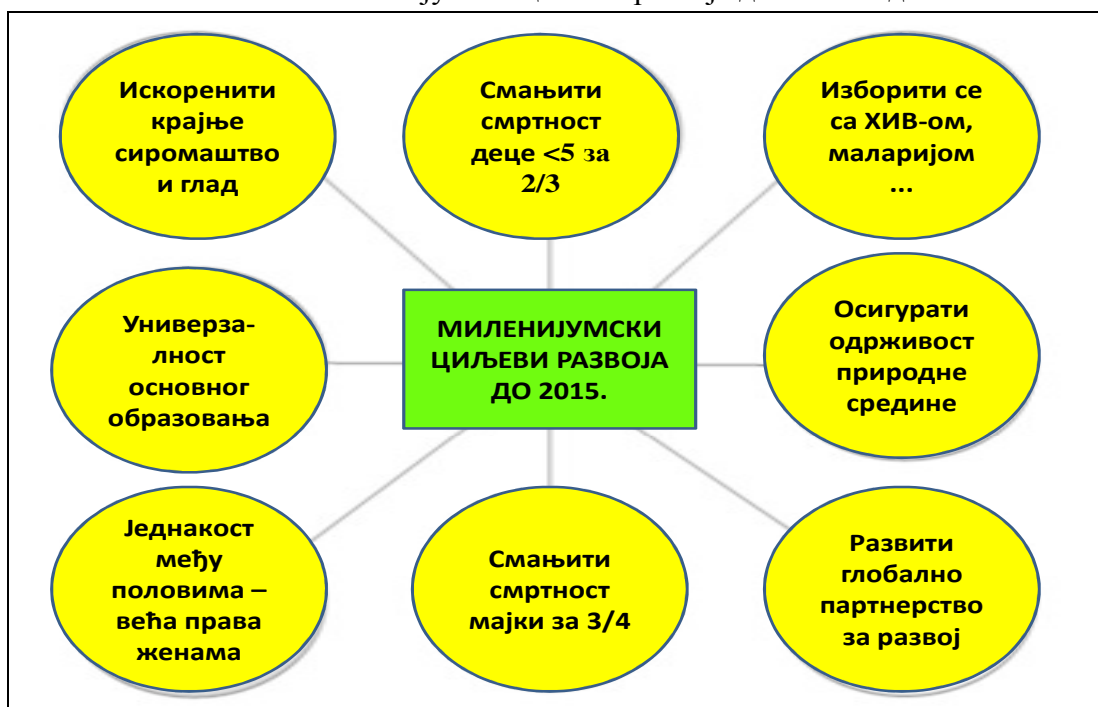 Искоренити
крајње
сиромаштво
и глад
Смањити
смртност
деце <5 за
2/3
Изборити се
са ХИВ-ом,
маларијом
...
Универза-
лност
основног
образовања
МИЛЕНИЈУМСКИ
ЦИЉЕВИ РАЗВОЈА
ДО 2015.
Осигурати
одрживост
природне
средине
Једнакост
међу
половима –
већа права
женама
Смањити
смртност
мајки за 3/4
Развити
глобално
партнерство
за развој